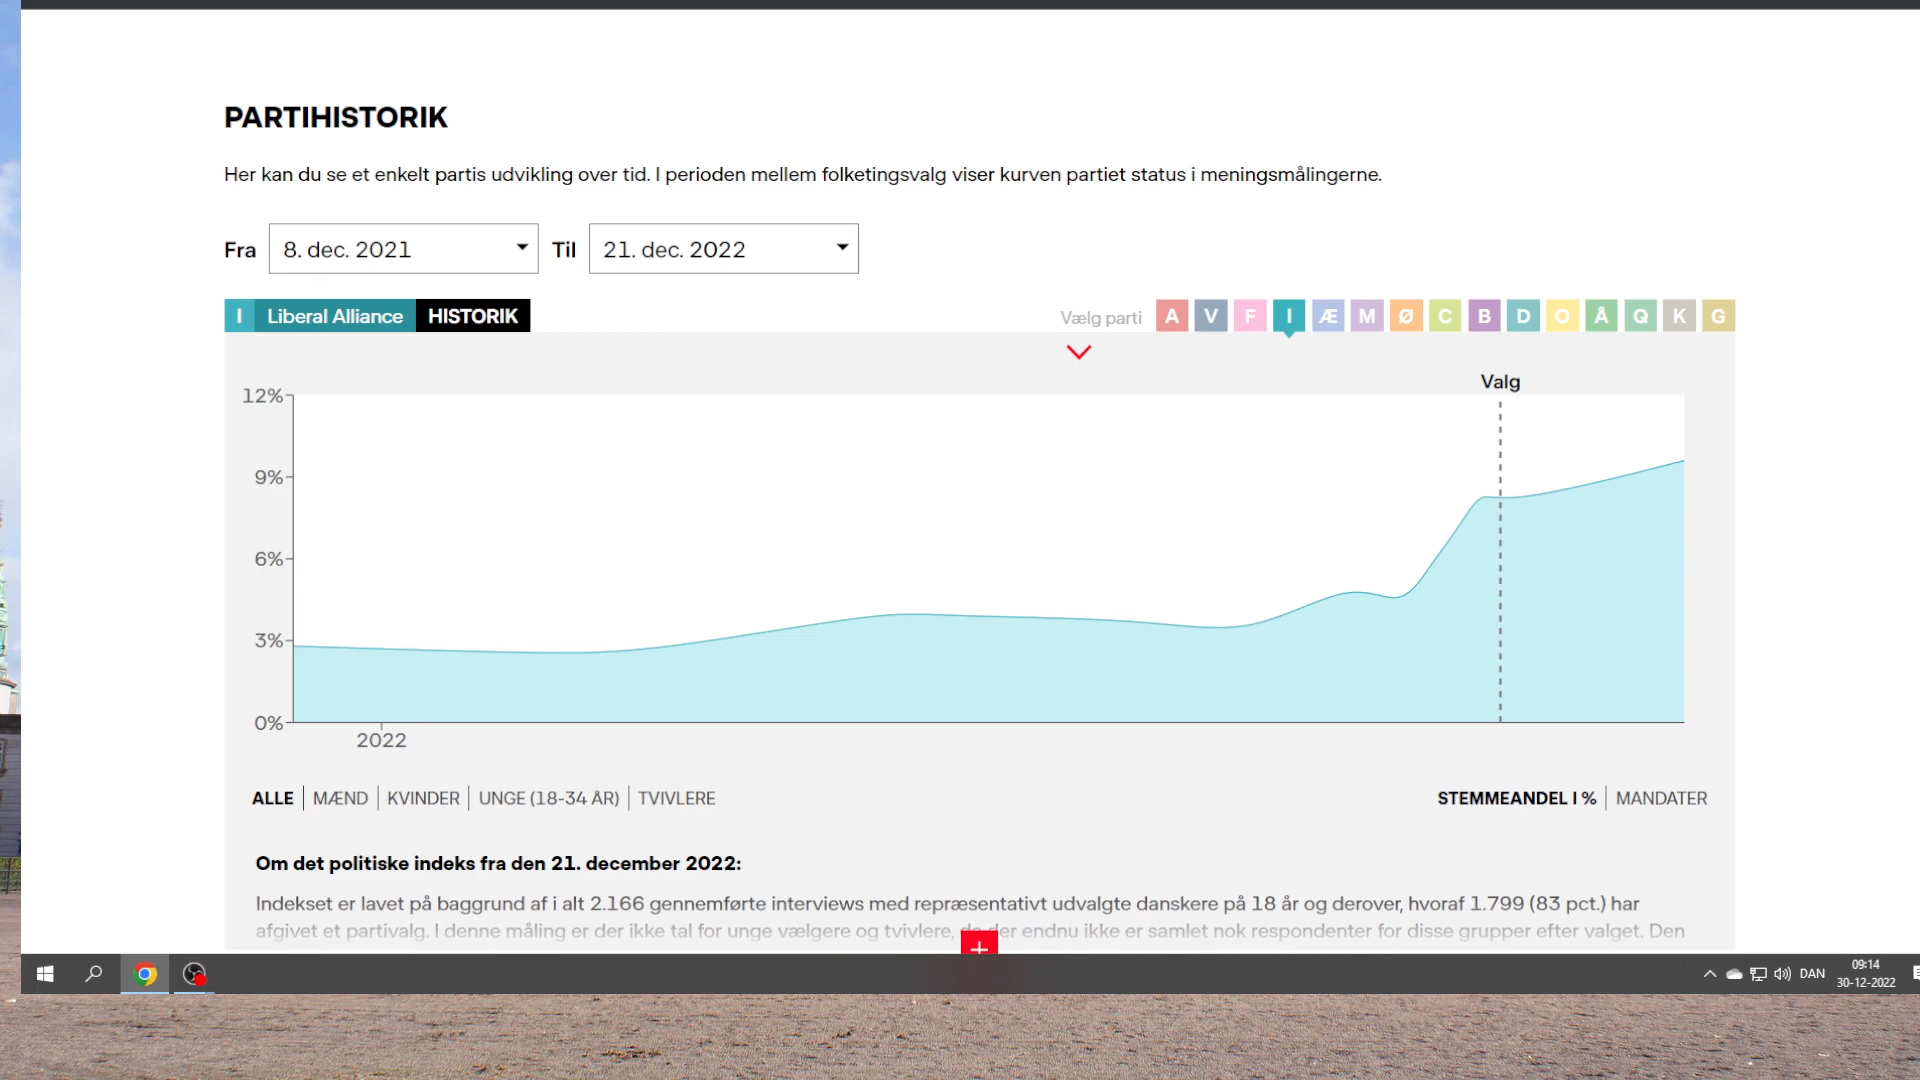 PARTIHISTORIK
Her kan du se et enkelt partis udvikling over tid. I perioden mellem folketingsvalg viser kurven partiet status i meningsmålingerne.
Fra 8. dec. 2021 Til 21. dec. 2022
I Liberal Alliance HISTORIK Vælg parti A V F I Æ M Ø C B D O Å Q K G
Valg
12%
9%
6%
3%
0%
2022
ALLE MÆND KVINDER UNGE (18-34 ÅR) TVIVLERE STEMMEANDEL I % MANDATER
Om det politiske indeks fra den 21. december 2022:
Indekset er lavet på baggrund af i alt 2.166 gennemførte interviews med repræsentativt udvalgte danskere på 18 år og derover, hvoraf 1.799 (83 pct.) har
afgivet et partivalg. I denne måling er der ikke tal for unge vælgere og tvivlere, da der endnu ikke er samlet nok respondenter for disse grupper efter valget. Den
DAN 09:14
30-12-2022